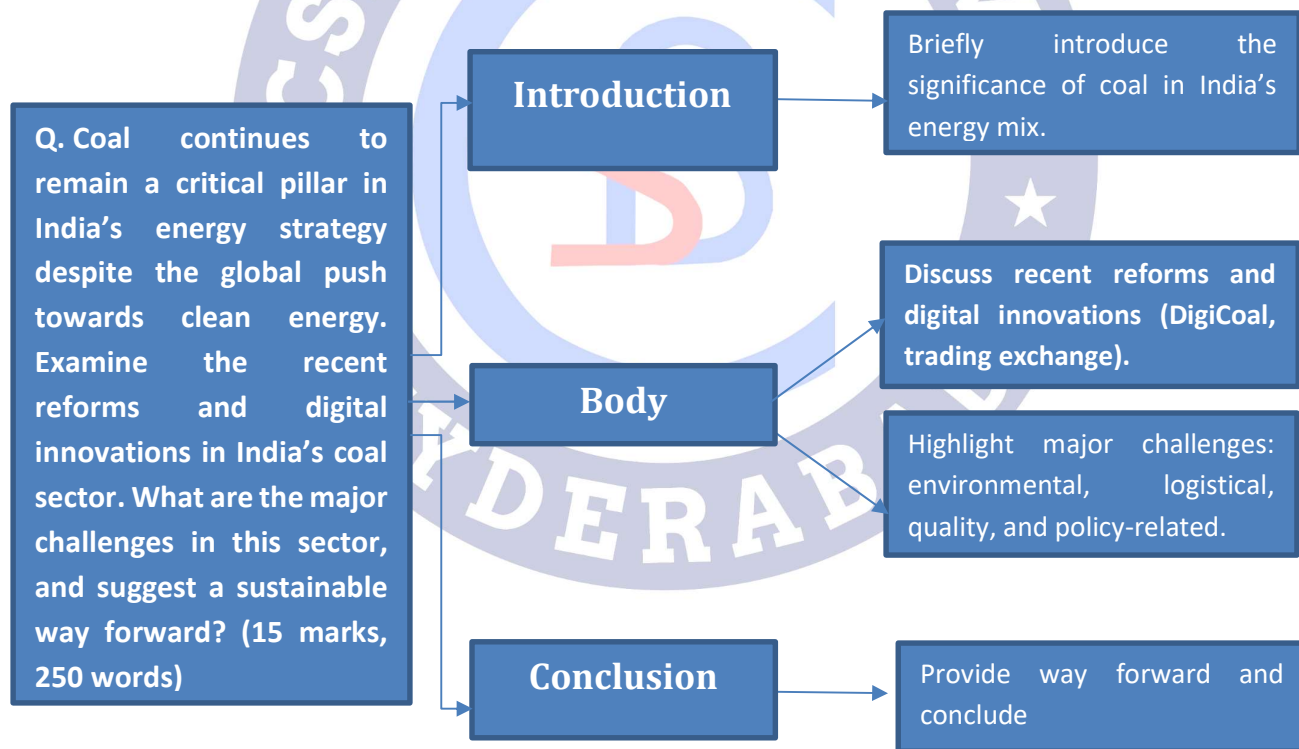 Q. Coal continues to
remain a critical pillar in
India's energy strategy
despite the global push
towards clean energy.
Examine the recent
reforms and digital
innovations in India's coal
sector. What are the major
challenges in this sector,
and suggest a sustainable
way forward? (15 marks,
250 words)
Introduction
Briefly introduce the
significance of coal in India's
energy mix.
Body
Discuss recent reforms and
digital innovations (DigiCoal,
trading exchange).
Highlight major challenges:
environmental, logistical,
quality, and policy-related.
Conclusion
Provide way forward and
conclude
CS
YDERABA